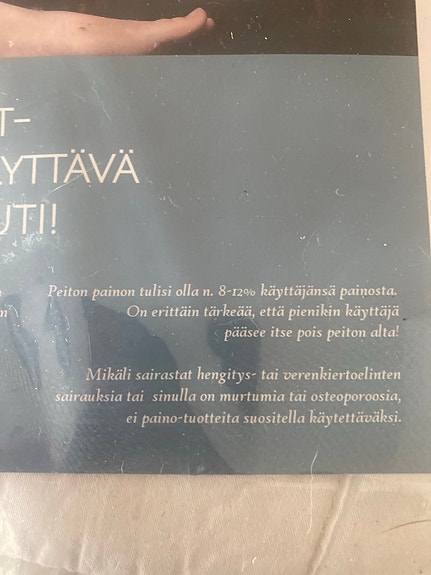 T-
YTTÄVÄ
UTI!
n
Peiton painon tulisi olla n. 8-12% käyttäjänsä painosta.
On erittäin tärkeää, että pienikin käyttäjä
pääsee itse pois peiton alta!
Mikäli sairastat hengitys- tai verenkiertoelinten
sairauksia tai sinulla on murtumia tai osteoporoosia,
ei paino-tuotteita suositella käytettäväksi.